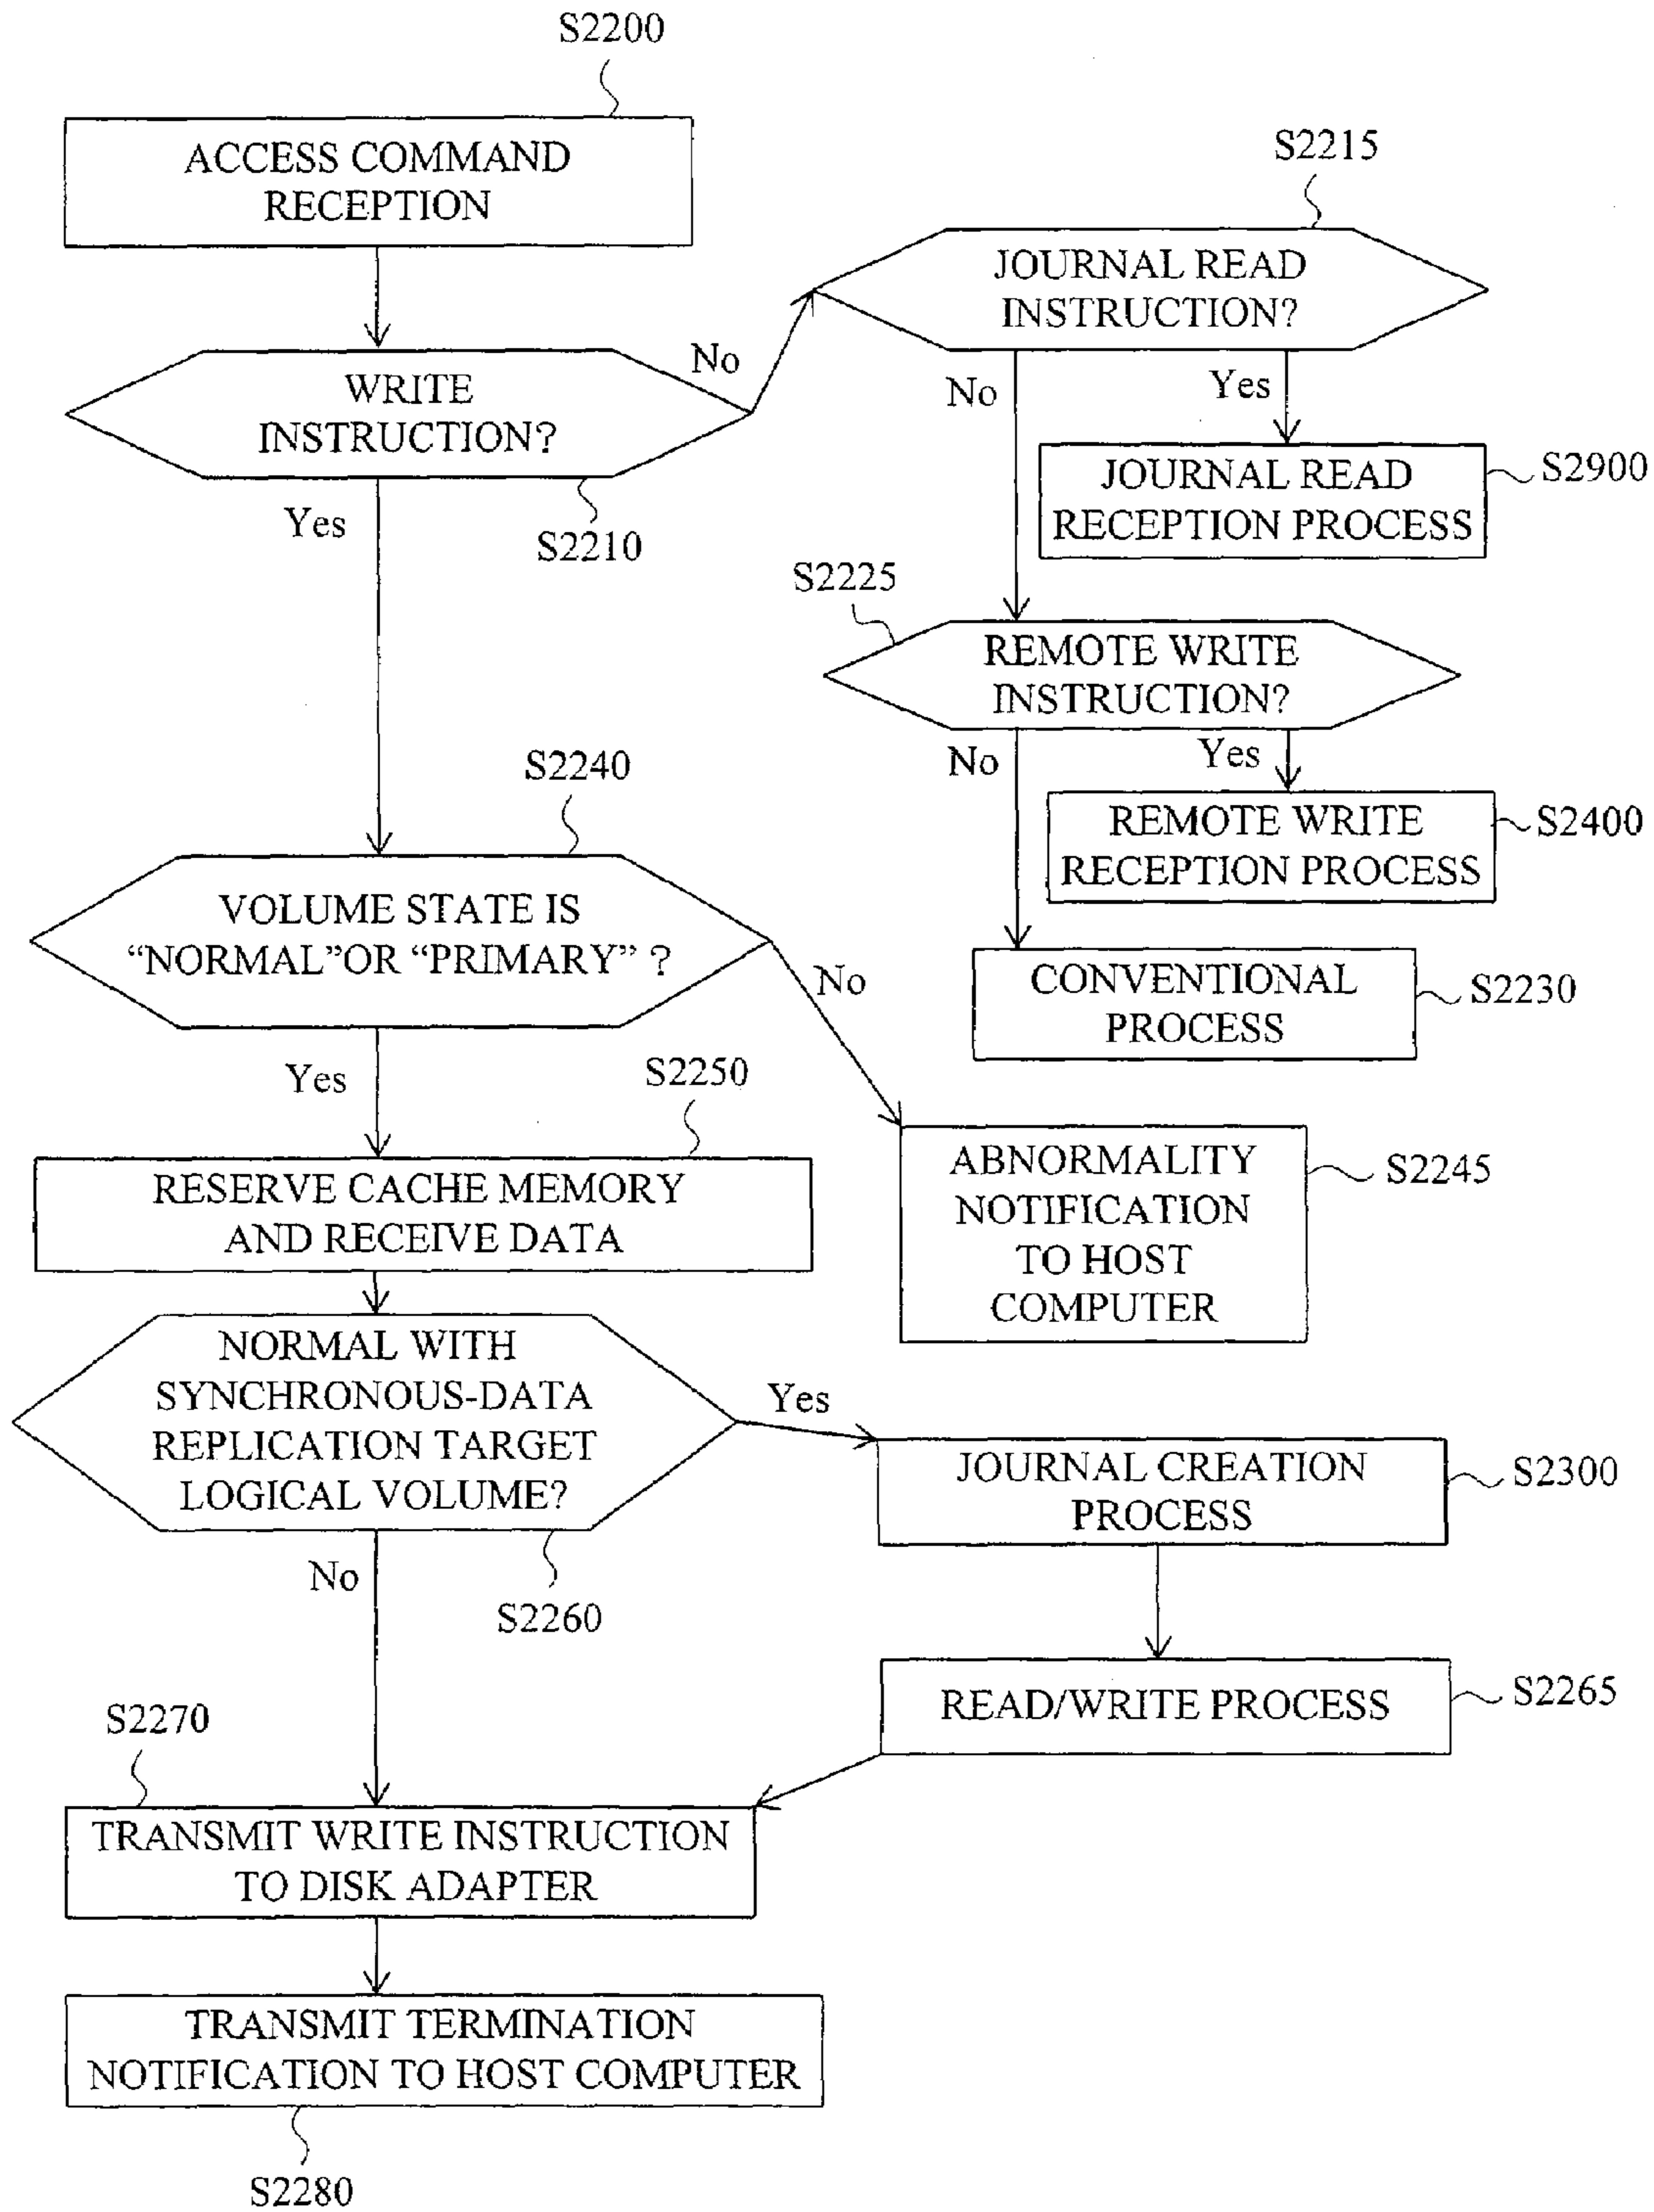 S2200
ACCESS COMMAND
RECEPTION
S2215
JOURNAL READ
INSTRUCTION?
No
WRITE
INSTRUCTION?
No
Yes
JOURNAL READ
RECEPTION PROCESS
S2900
Yes
S2210
S2225
REMOTE WRITE
INSTRUCTION?
No
Yes
S2240
REMOTE WRITE
RECEPTION PROCESS
S2400
VOLUME STATE IS
“NORMAL”OR “PRIMARY” ?
No
CONVENTIONAL
PROCESS
S2230
Yes
S2250
RESERVE CACHE MEMORY
AND RECEIVE DATA
ABNORMALITY
NOTIFICATION
TO HOST
COMPUTER
S2245
NORMAL WITH
SYNCHRONOUS-DATA
REPLICATION TARGET
LOGICAL VOLUME?
Yes
JOURNAL CREATION
PROCESS
S2300
No
S2260
READ/WRITE PROCESS
S2265
S2270
TRANSMIT WRITE INSTRUCTION
TO DISK ADAPTER
TRANSMIT TERMINATION
NOTIFICATION TO HOST COMPUTER
S2280